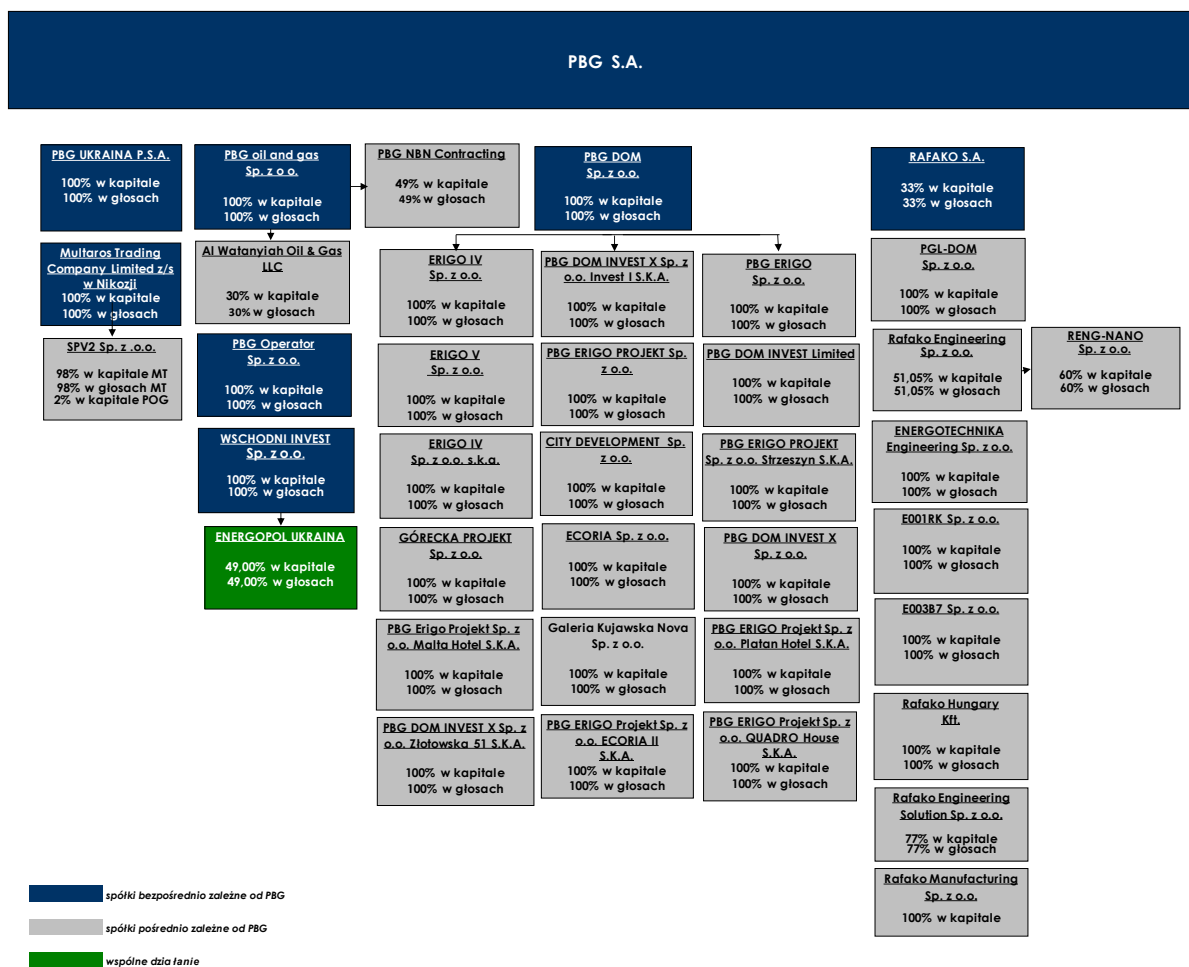 PBG S.A.
PBG UKRAINA P.S.A.
100% w kapitale
100% w głosach
Multaros Trading
Company Limited z/s
w Nikozji
100% w kapitale
100% w głosach
SPV2 Sp. z .o.o.
98% w kapitale MT
98% w głosach MT
2% w kapitale POG
PBG oil and gas
Sp. z o o.
100% w kapitale
100% w głosach
Al Watanyiah Oil & Gas
LLC
30% w kapitale
30% w głosach
PBG Operator
Sp. z o.o.
100% w kapitale
100% w głosach
WSCHODNI INVEST
Sp. z o.o.
100% w kapitale
100% w głosach
ENERGOPOL UKRAINA
49,00% w kapitale
49,00% w głosach
PBG NBN Contracting
49% w kapitale
49% w głosach
PBG DOM
Sp. z o.o.
100% w kapitale
100% w głosach
ERIGO IV
Sp. z o.o.
100% w kapitale
100% w głosach
ERIGO V
Sp. z o.o.
100% w kapitale
100% w głosach
ERIGO IV
Sp. z o.o. s.k.a.
100% w kapitale
100% w głosach
GÓRECKA PROJEKT
Sp. z o.o.
100% w kapitale
100% w głosach
PBG Erigo Projekt Sp. z
o.o. Malta Hotel S.K.A.
100% w kapitale
100% w głosach
PBG DOM INVEST X Sp. z
o.o. Złotowska 51 S.K.A.
100% w kapitale
100% w głosach
PBG DOM INVEST X Sp. z
o.o. Invest I S.K.A.
100% w kapitale
100% w głosach
PBG ERIGO PROJEKT Sp.
z o.o.
100% w kapitale
100% w głosach
CITY DEVELOPMENT Sp.
z o.o.
100% w kapitale
100% w głosach
ECORIA Sp. z o.o.
100% w kapitale
100% w głosach
Galeria Kujawska Nova
Sp. z o.o.
100% w kapitale
100% w głosach
PBG ERIGO Projekt Sp. z
o.o. ECORIA II
S.K.A.
100% w kapitale
100% w głosach
PBG ERIGO
Sp. z o.o.
100% w kapitale
100% w głosach
PBG DOM INVEST Limited
100% w kapitale
100% w głosach
PBG ERIGO PROJEKT
Sp. z o.o. Strzeszyn S.K.A.
100% w kapitale
100% w głosach
PBG DOM INVEST X
Sp. z o.o.
100% w kapitale
100% w głosach
PBG ERIGO Projekt Sp. z
o.o. Platan Hotel S.K.A.
100% w kapitale
100% w głosach
PBG ERIGO Projekt Sp. z
o.o. QUADRO House
S.K.A.
100% w kapitale
100% w głosach
RAFAKO S.A.
33% w kapitale
33% w głosach
PGL-DOM
Sp. z o.o.
100% w kapitale
100% w głosach
Rafako Engineering
Sp. z o.o.
51,05% w kapitale
51,05% w głosach
RENG-NANO
Sp. z o.o.
60% w kapitale
60% w głosach
ENERGOTECHNIKA
Engineering Sp. z o.o.
100% w kapitale
100% w głosach
E001RK Sp. z o.o.
100% w kapitale
100% w głosach
E003B7 Sp. z o.o.
100% w kapitale
100% w głosach
Rafako Hungary
Kft.
100% w kapitale
100% w głosach
Rafako Engineering
Solution Sp. z o.o.
77% w kapitale
77% w głosach
Rafako Manufacturing
Sp. z o.o.
100% w kapitale
spółki bezpośrednio zależne od PBG
spółki pośrednio zależne od PBG
wspólne dzia łanie